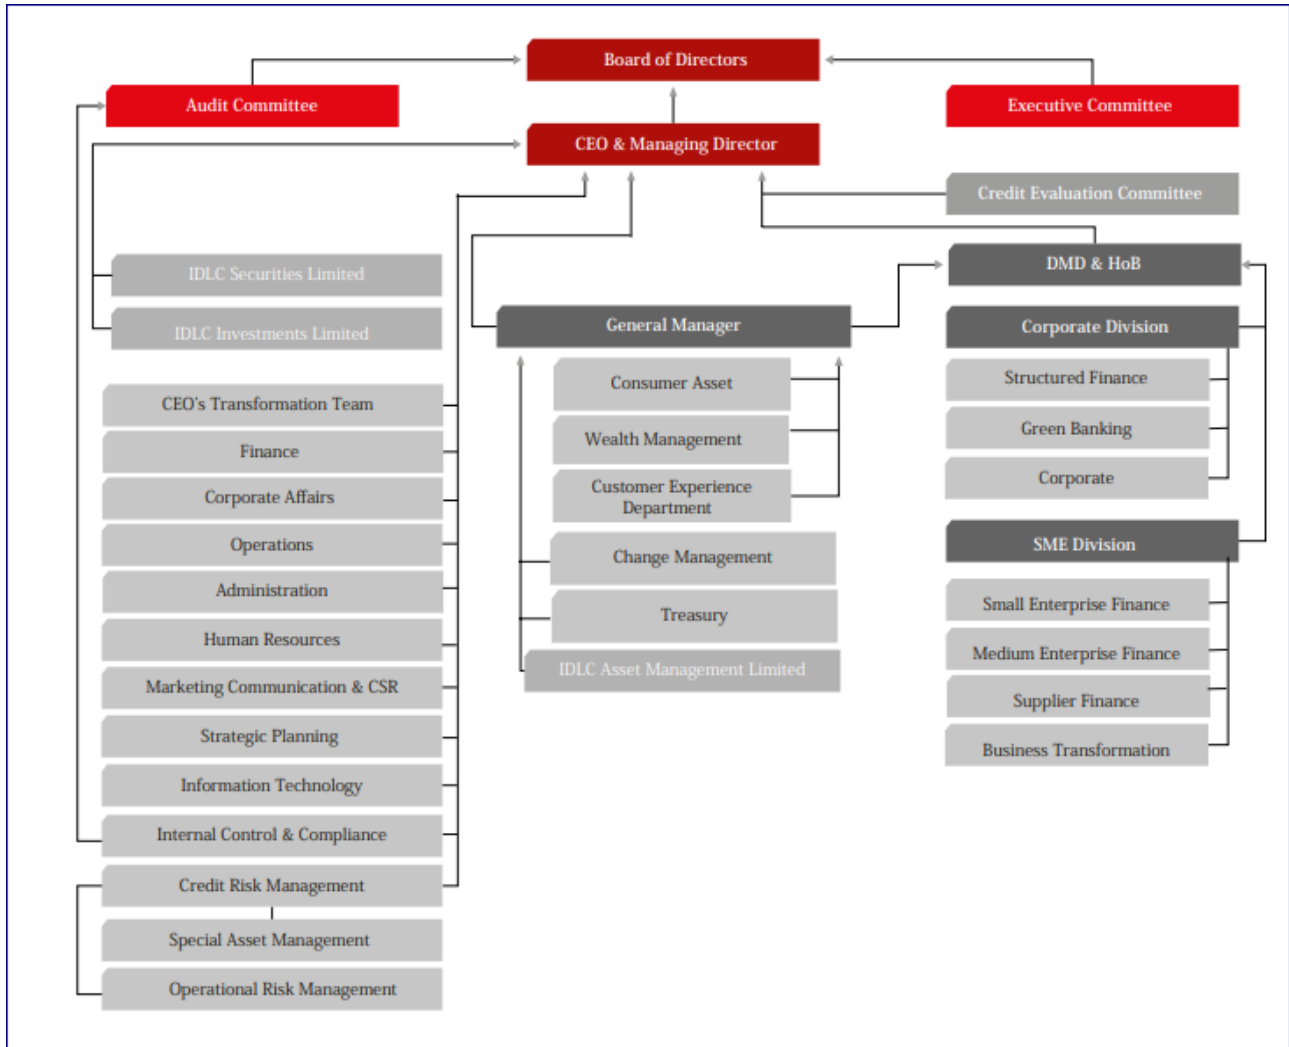 Board of Directors
Audit Committee
Executive Committee
CEO & Managing Director
Credit Evaluation Committee
DMD & HoB
IDLC Securities Limited
IDLC Investments Limited
General Manager
Corporate Division
Consumer Asset
Wealth Management
Customer Experience
Department
Change Management
Treasury
IDLC Asset Management Limited
Structured Finance
Green Banking
Corporate
SME Division
Small Enterprise Finance
Medium Enterprise Finance
Supplier Finance
Business Transformation
CEO's Transformation Team
Finance
Corporate Affairs
Operations
Administration
Human Resources
Marketing Communication & CSR
Strategic Planning
Information Technology
Internal Control & Compliance
Credit Risk Management
Special Asset Management
Operational Risk Management